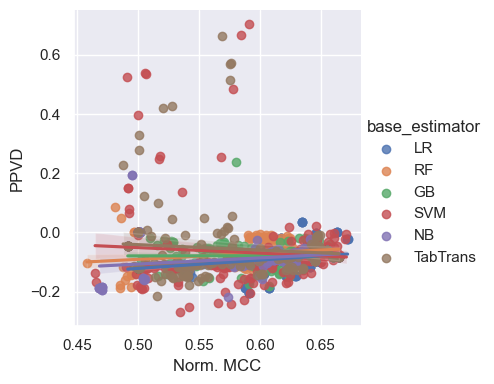 0.6
0.4
0.2
0.0
−0.2
PPVD
0.45 0.50 0.55 0.60 0.65
Norm. MCC
base_estimator
LR
RF
GB
SVM
NB
TabTrans